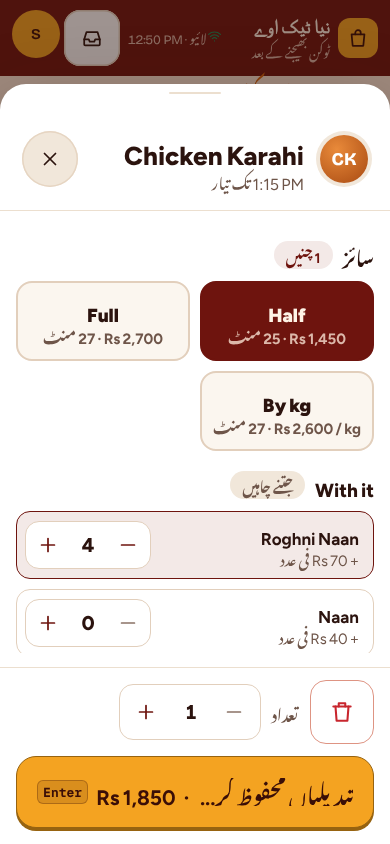 نیا ٹیک اوے
ٹوکن بھیجنے کے بعد
لائیو · 12:50 PM
S
CK
Chicken Karahi
1:15 PM تک تیار
سائز
1 چنیں
Half
Rs 1,450 · 25 منٹ
Full
Rs 2,700 · 27 منٹ
By kg
Rs 2,600 / kg · 27 منٹ
With it
جتنے چاہیں
Roghni Naan
+ Rs 70 فی عدد
+ 4 −
Naan
+ Rs 40 فی عدد
+ 0 −
تعداد
+ 1 −
تبدیلیاں محفوظ کر... · Rs 1,850
Enter